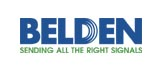 BELDEN
SENDING ALL THE RIGHT SIGNALS